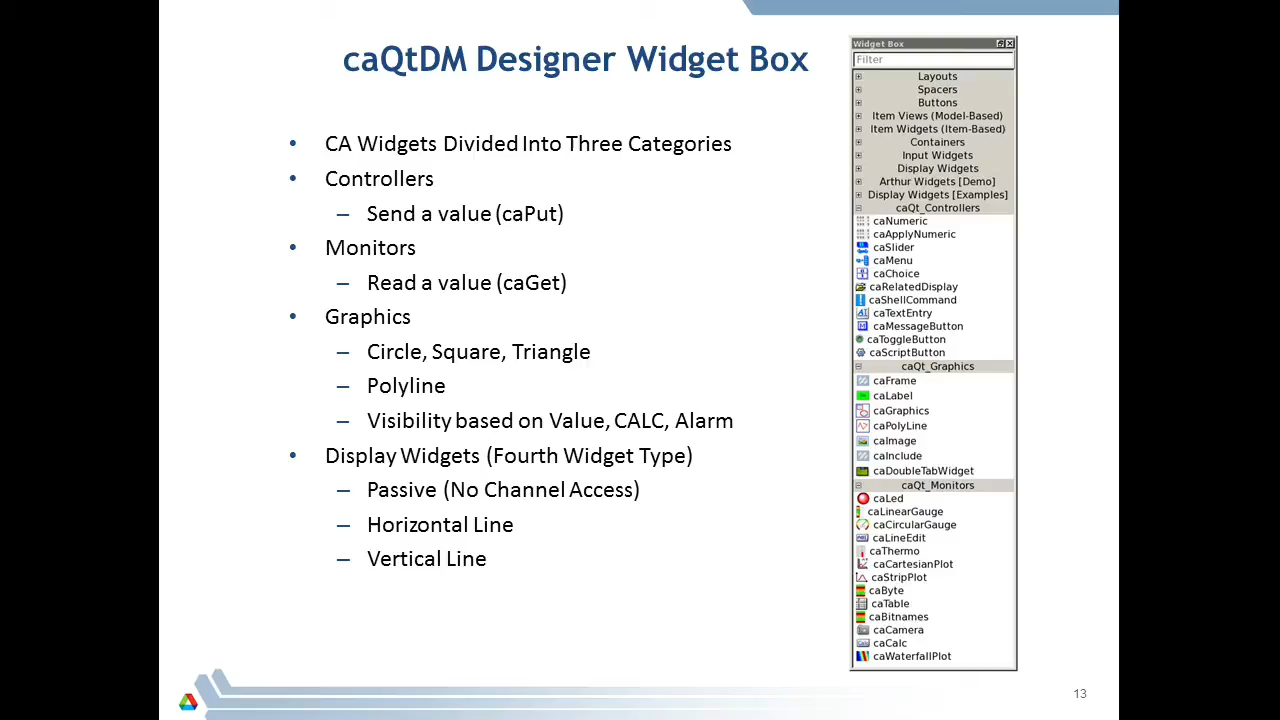 caQtDM Designer Widget Box
• CA Widgets Divided Into Three Categories
• Controllers
– Send a value (caPut)
• Monitors
– Read a value (caGet)
• Graphics
– Circle, Square, Triangle
– Polyline
– Visibility based on Value, CALC, Alarm
• Display Widgets (Fourth Widget Type)
– Passive (No Channel Access)
– Horizontal Line
– Vertical Line
Widget Box
Filter
Layouts
Spacers
Buttons
Item Views (Model-Based)
Item Widgets (Item-Based)
Containers
Input Widgets
Display Widgets
Arthur Widgets [Demo]
Display Widgets [Examples]
caQt_Controllers
caNumeric
caApplyNumeric
caSlider
caMenu
caChoice
caRelatedDisplay
caShellCommand
caTextEntry
caMessageButton
caToggleButton
caScriptButton
caQt_Graphics
caFrame
caLabel
caGraphics
caPolyLine
caImage
caInclude
caDoubleTabWidget
caQt_Monitors
caLed
caLinearGauge
caCircularGauge
caLineEdit
caThermo
caCartesianPlot
caStripPlot
caByte
caTable
caBitnames
caCamera
caCalc
caWaterfallPlot
13